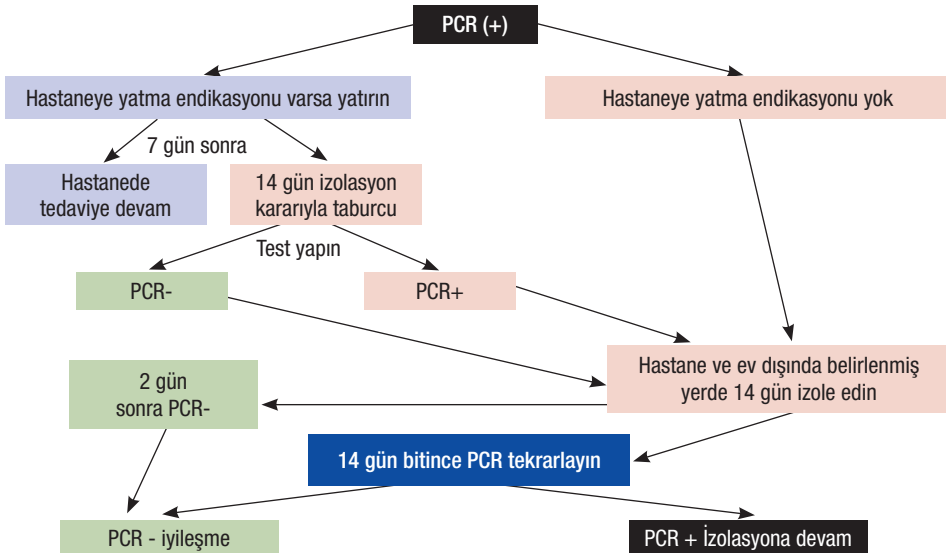 PCR (+)
Hastaneye yatma endikasyonu varsa yatırın
Hastaneye yatma endikasyonu yok
7 gün sonra
Hastanede
tedaviye devam
14 gün izolasyon
kararıyla taburcu
Test yapın
PCR-
PCR+
Hastane ve ev dışında belirlenmiş
yerde 14 gün izole edin
2 gün
sonra PCR-
14 gün bitince PCR tekrarlayın
PCR - iyileşme
PCR + İzolasyona devam